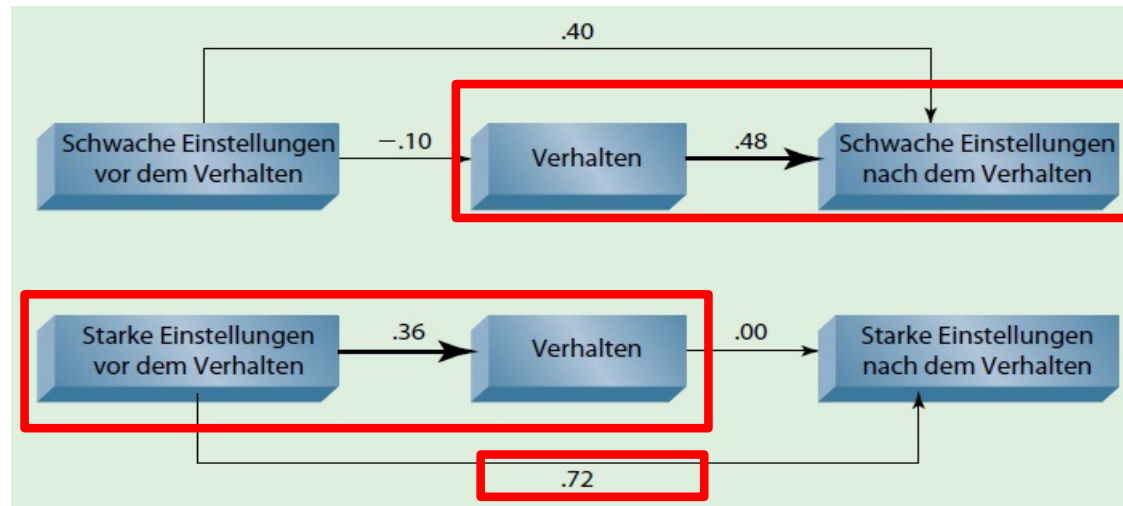 .40
Schwache Einstellungen
vor dem Verhalten
−.10
Verhalten
.48
Schwache Einstellungen
nach dem Verhalten
Starke Einstellungen
vor dem Verhalten
.36
Verhalten
.00
Starke Einstellungen
nach dem Verhalten
.72